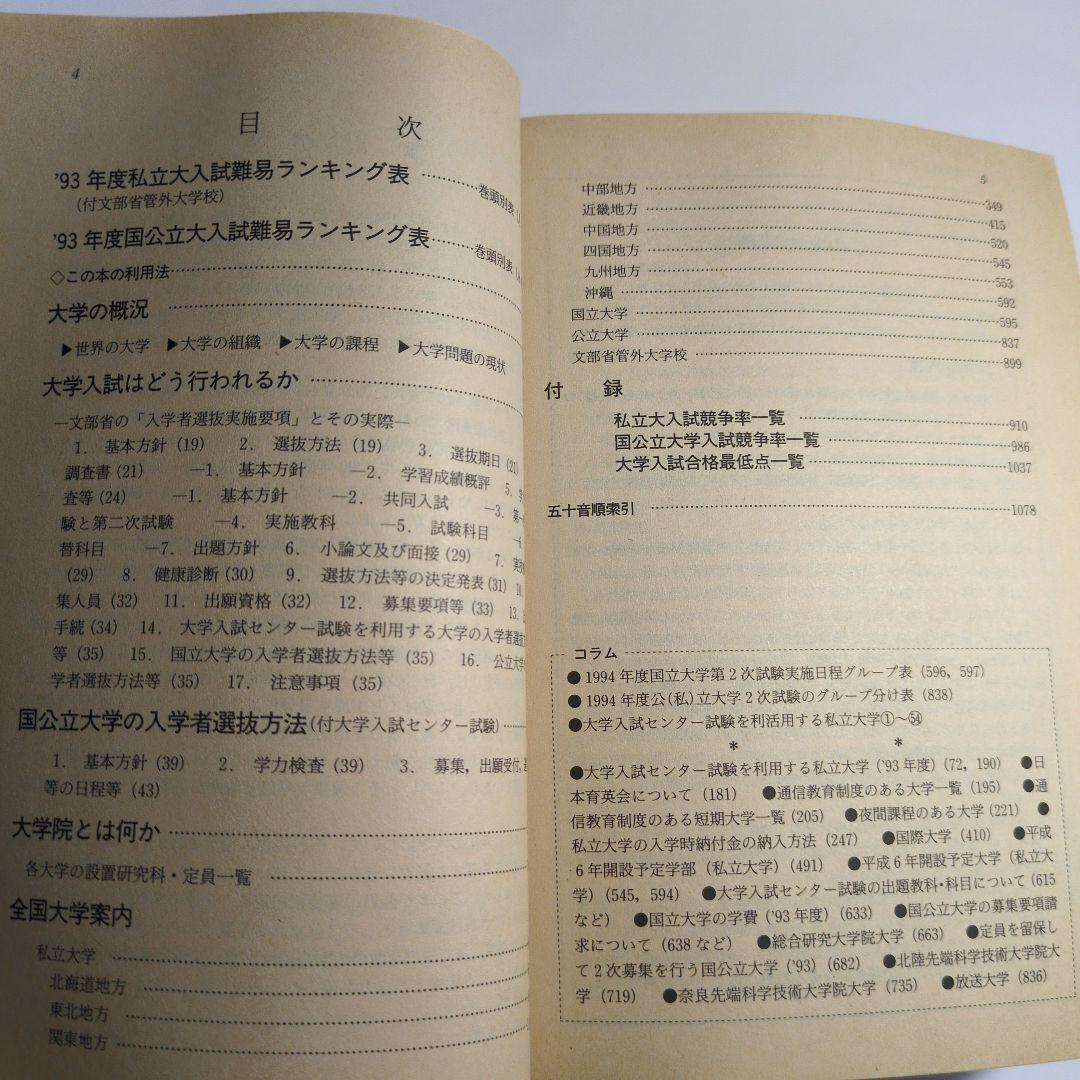 4
目 次
'93年度私立大入試難易ランキング表……巻頭別表
(付文部省管外大学校)
'93年度国公立大入試難易ランキング表……巻頭別表
◇この本の利用法……
大学の概況……
▶世界の大学 ▶大学の組織 ▶大学の課程 ▶大学問題の現状
大学入試はどう行われるか……
―文部省の「入学者選抜実施要項」とその実際―
1. 基本方針 (19) 2. 選抜方法 (19) 3. 選抜期日 (21)
調査書 (21) ―1. 基本方針 ―2. 学習成績概評 5. 学
査等 (24) ―1. 基本方針 ―2. 共同入試 ―3. 第一
験と第二次試験 ―4. 実施教科 ―5. 試験科目 ―6
替科目 ―7. 出題方針 6. 小論文及び面接 (29) 7. 実技
(29) 8. 健康診断 (30) 9. 選抜方法等の決定発表 (31) 10.
集人員 (32) 11. 出願資格 (32) 12. 募集要項等 (33) 13.
手続 (34) 14. 大学入試センター試験を利用する大学の入学者選抜
等 (35) 15. 国立大学の入学者選抜方法等 (35) 16. 公立大学
学者選抜方法等 (35) 17. 注意事項 (35)
国公立大学の入学者選抜方法(付大学入試センター試験)……
1. 基本方針 (39) 2. 学力検査 (39) 3. 募集, 出願受付,
等の日程等 (43)
大学院とは何か……
各大学の設置研究科・定員一覧……
全国大学案内
私立大学……
北海道地方……
東北地方……
関東地方……
5
中部地方……349
近畿地方……415
中国地方……520
四国地方……545
九州地方……553
沖縄……592
国立大学……595
公立大学……837
文部省管外大学校……899
付 録
私立大入試競争率一覧……910
国公立大学入試競争率一覧……986
大学入試合格最低点一覧……1037
五十音順索引……1078
コラム
●1994年度国立大学第2次試験実施日程グループ表 (596, 597)
●1994年度公(私)立大学2次試験のグループ分け表 (838)
●大学入試センター試験を利活用する私立大学①～㊴
* *
●大学入試センター試験を利用する私立大学 ('93年度) (72, 190) ●日
本育英会について (181) ●通信教育制度のある大学一覧 (195) ●通
信教育制度のある短期大学一覧 (205) ●夜間課程のある大学 (221) ●
私立大学の入学時納付金の納入方法 (247) ●国際大学 (410) ●平成
6年開設予定学部 (私立大学) (491) ●平成6年開設予定大学 (私立大
学) (545, 594) ●大学入試センター試験の出題教科・科目について (615
など) ●国立大学の学費 ('93年度) (633) ●国公立大学の募集要項請
求について (638など) ●総合研究大学院大学 (663) ●定員を留保し
て2次募集を行う国公立大学 ('93) (682) ●北陸先端科学技術大学院大
学 (719) ●奈良先端科学技術大学院大学 (735) ●放送大学 (836)